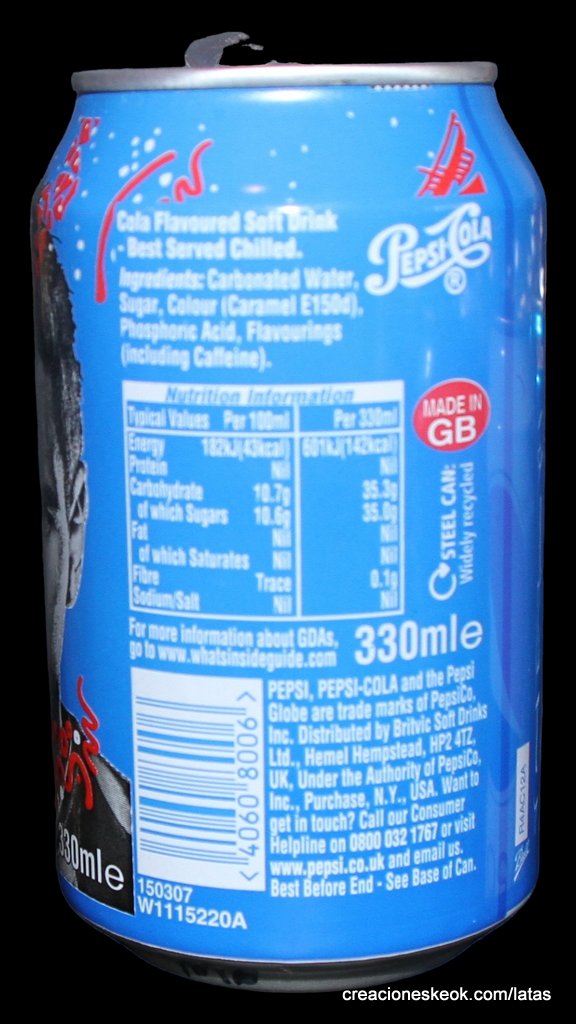 Cola Flavoured Soft Drink
- Best Served Chilled.
PEPSI-COLA
®
Ingredients: Carbonated Water,
Sugar, Colour (Caramel E150d),
Phosphoric Acid, Flavourings
(including Caffeine).
Nutrition Information
Typical Values Per 100ml Per 330ml
Energy 182kJ(43kcal) 601kJ(142kcal)
Protein Nil Nil
Carbohydrate 10.7g 35.3g
of which Sugars 10.6g 35.0g
Fat Nil Nil
of which Saturates Nil Nil
Fibre Trace 0.1g
Sodium/Salt Nil Nil
MADE IN
GB
STEEL CAN:
Widely recycled
For more information about GDAs,
go to www.whatsinsideguide.com
330ml e
PEPSI, PEPSI-COLA and the Pepsi
Globe are trade marks of PepsiCo,
Inc. Distributed by Britvic Soft Drinks
Ltd., Hemel Hempstead, HP2 4TZ,
UK, Under the Authority of PepsiCo,
Inc., Purchase, N.Y., USA. Want to
get in touch? Call our Consumer
Helpline on 0800 032 1767 or visit
www.pepsi.co.uk and email us.
Best Before End - See Base of Can.
< 4060 8006 >
330ml e
150307
W1115220A
R4AC12A
creacioneskeok.com/latas